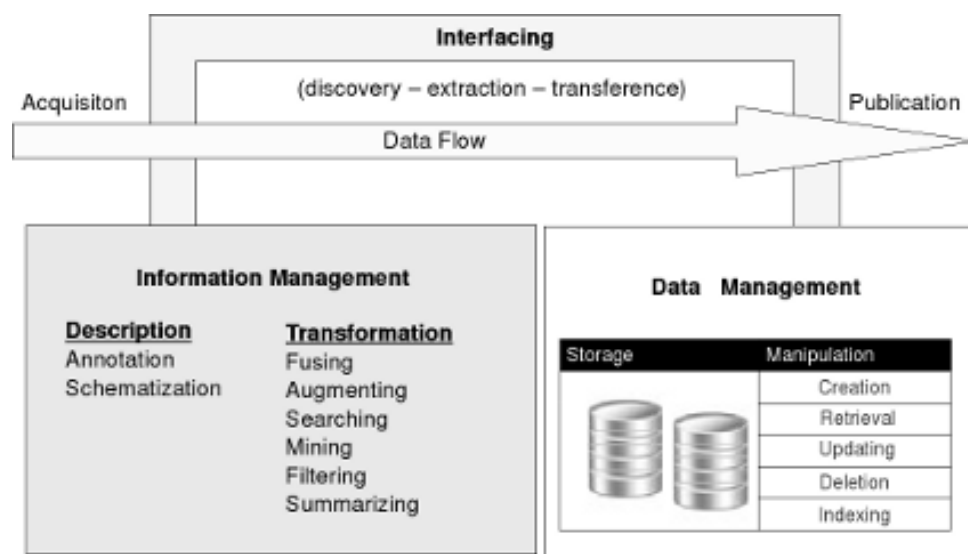 Interfacing
(discovery – extraction – transference)
Acquisiton
Publication
Data Flow
Information Management
Description
Annotation
Schematization
Transformation
Fusing
Augmenting
Searching
Mining
Filtering
Summarizing
Data Management
Storage
Manipulation
Creation
Retrieval
Updating
Deletion
Indexing